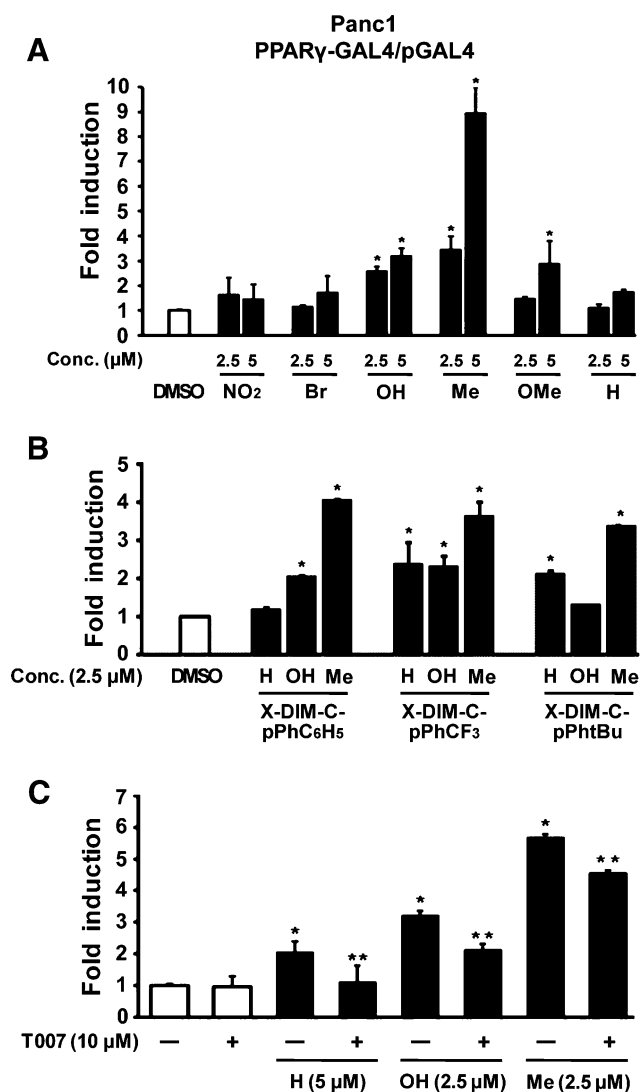 Panc1
PPARγ-GAL4/pGAL4
A
Fold induction
10
9
8
7
6
5
4
3
2
1
0
* * * * *
Conc. (µM) 2.5 5 2.5 5 2.5 5 2.5 5 2.5 5 2.5 5
DMSO NO2 Br OH Me OMe H
B
Fold induction
5
4
3
2
1
0
* * * * * * *
Conc. (2.5 µM) DMSO H OH Me H OH Me H OH Me
X-DIM-C- X-DIM-C- X-DIM-C-
pPhC6H5 pPhCF3 pPhtBu
C
Fold induction
7
6
5
4
3
2
1
0
* ** * ** * **
T007 (10 µM) — + — + — + — +
H (5 µM) OH (2.5 µM) Me (2.5 µM)